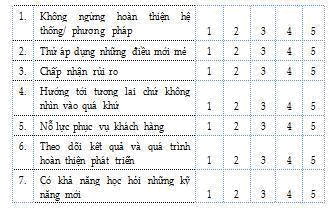 1. Không ngừng hoàn thiện hệ
thống/ phương pháp 1 2 3 4 5
2. Thử áp dụng những điều mới mẻ 1 2 3 4 5
3. Chấp nhận rủi ro 1 2 3 4 5
4. Hướng tới tương lai chứ không
nhìn vào quá khứ 1 2 3 4 5
5. Nỗ lực phục vụ khách hàng 1 2 3 4 5
6. Theo dõi kết quả và quá trình
hoàn thiện phát triển 1 2 3 4 5
7. Có khả năng học hỏi những kỹ
năng mới 1 2 3 4 5